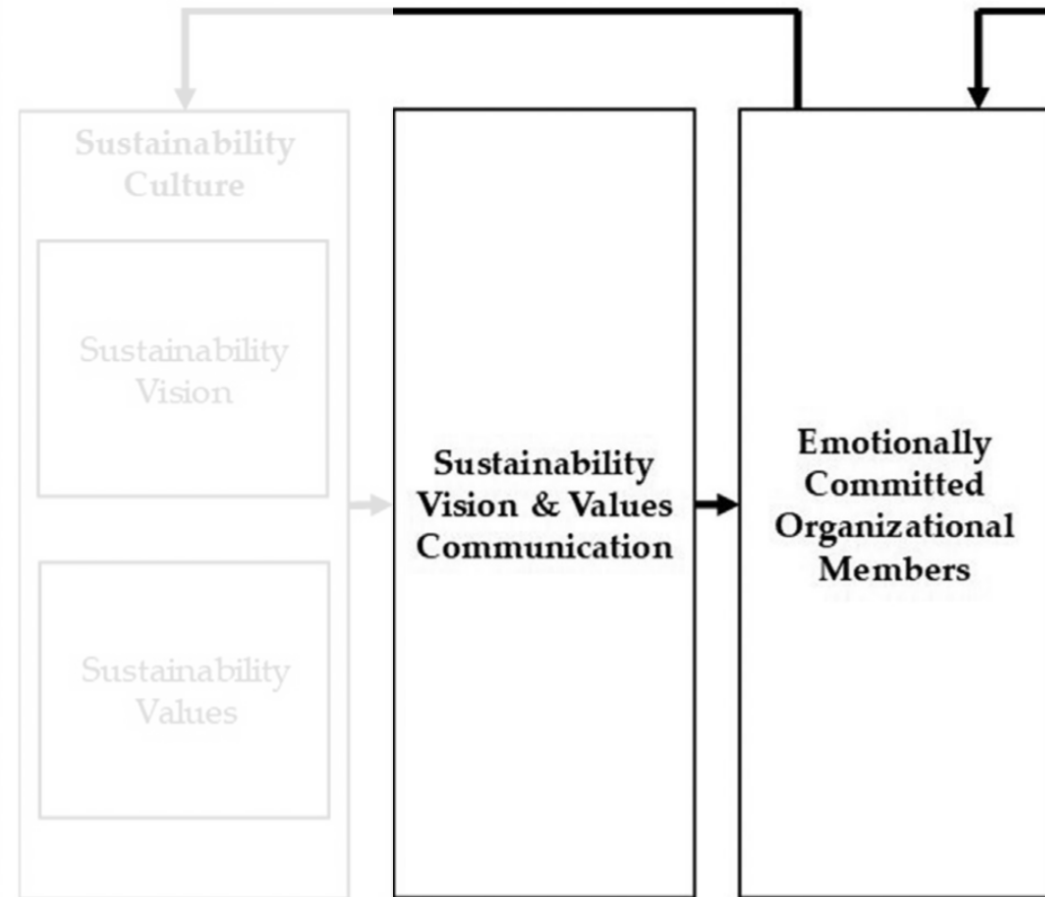 Sustainability
Culture
Sustainability
Vision
Sustainability
Values
Sustainability
Vision & Values
Communication
Emotionally
Committed
Organizational
Members